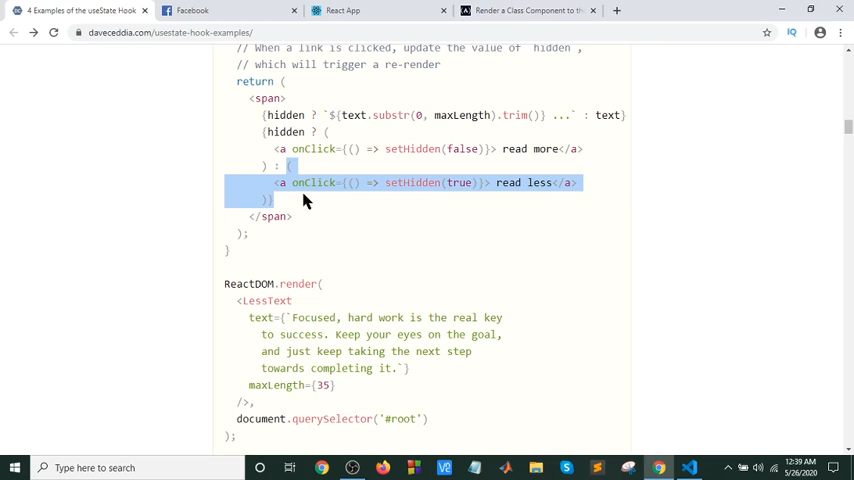 4 Examples of the useState Hook
Facebook
React App
Render a Class Component to th
daveceddia.com/usestate-hook-examples/
// When a link is clicked, update the value of `hidden`,
// which will trigger a re-render
return (
<span>
{hidden ? `${text.substr(0, maxLength).trim()} ...` : text}
{hidden ? (
<a onClick={() => setHidden(false)}> read more</a>
) : (
<a onClick={() => setHidden(true)}> read less</a>
)}
</span>
);
}
ReactDOM.render(
<LessText
text={`Focused, hard work is the real key
to success. Keep your eyes on the goal,
and just keep taking the next step
towards completing it.`}
maxLength={35}
/>,
document.querySelector('#root')
);
Type here to search
12:39 AM
5/26/2020